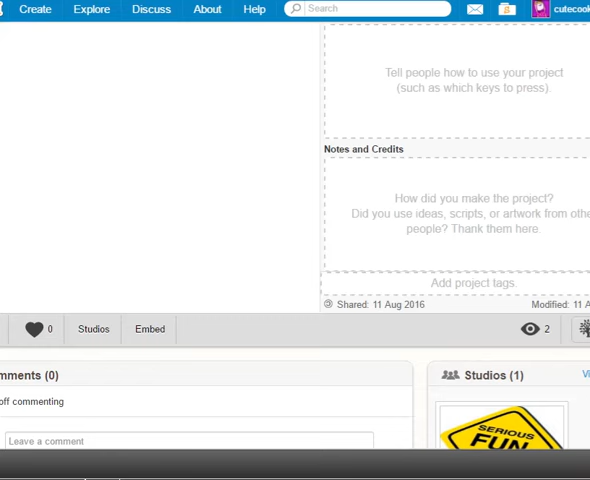 Create Explore Discuss About Help Search cutecook
Tell people how to use your project
(such as which keys to press).
Notes and Credits
How did you make the project?
Did you use ideas, scripts, or artwork from othe
people? Thank them here.
Add project tags.
Shared: 11 Aug 2016 Modified: 11 A
0 Studios Embed 2
mments (0)
Studios (1) Vi
off commenting
Leave a comment
SERIOUS
FUN